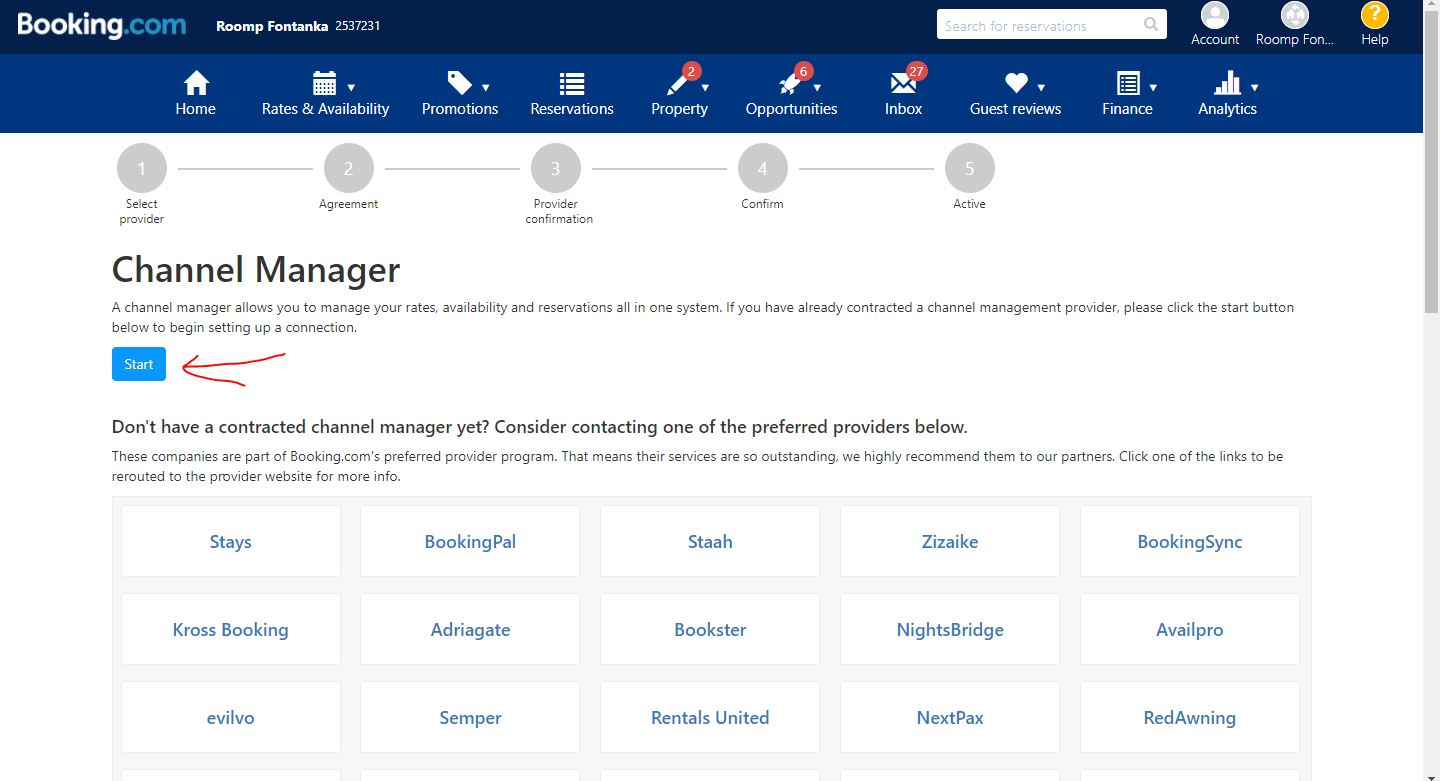 Booking.com
Roomp Fontanka 2537231
Search for reservations
Account
Roomp Fon...
?
Help
Home
Rates & Availability
Promotions
Reservations
2
Property
6
Opportunities
27
Inbox
Guest reviews
Finance
Analytics
1
2
3
4
5
Select
provider
Agreement
Provider
confirmation
Confirm
Active
Channel Manager
A channel manager allows you to manage your rates, availability and reservations all in one system. If you have already contracted a channel management provider, please click the start button
below to begin setting up a connection.
Start
Don't have a contracted channel manager yet? Consider contacting one of the preferred providers below.
These companies are part of Booking.com's preferred provider program. That means their services are so outstanding, we highly recommend them to our partners. Click one of the links to be
rerouted to the provider website for more info.
Stays
BookingPal
Staah
Zizaike
BookingSync
Kross Booking
Adriagate
Bookster
NightsBridge
Availpro
evilvo
Semper
Rentals United
NextPax
RedAwning